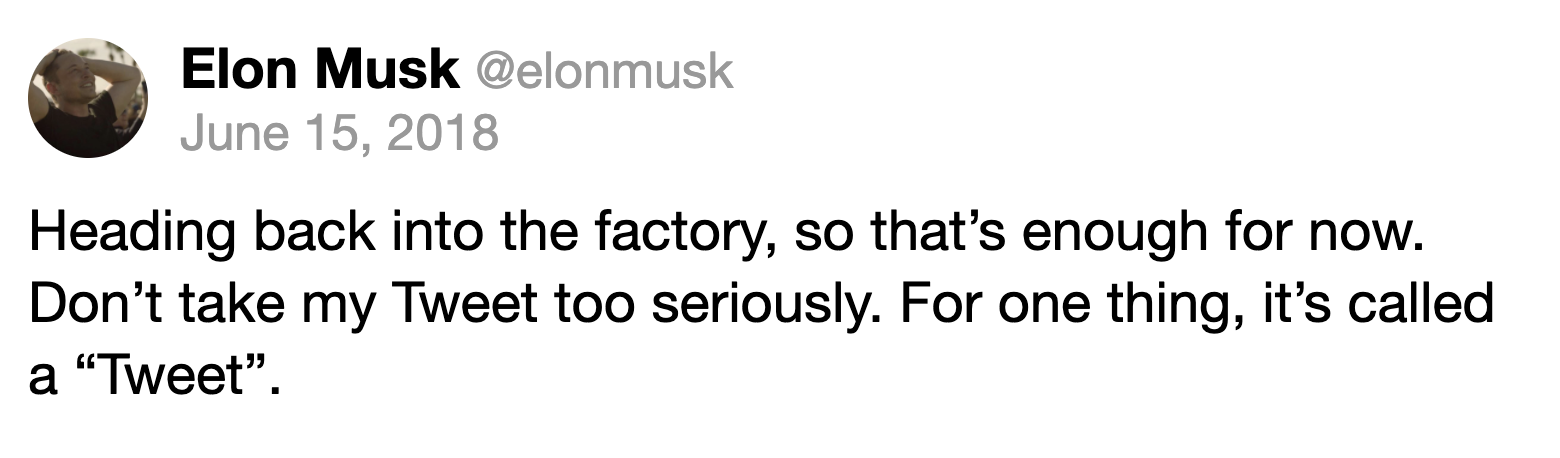 Elon Musk @elonmusk
June 15, 2018
Heading back into the factory, so that’s enough for now.
Don’t take my Tweet too seriously. For one thing, it’s called
a “Tweet”.